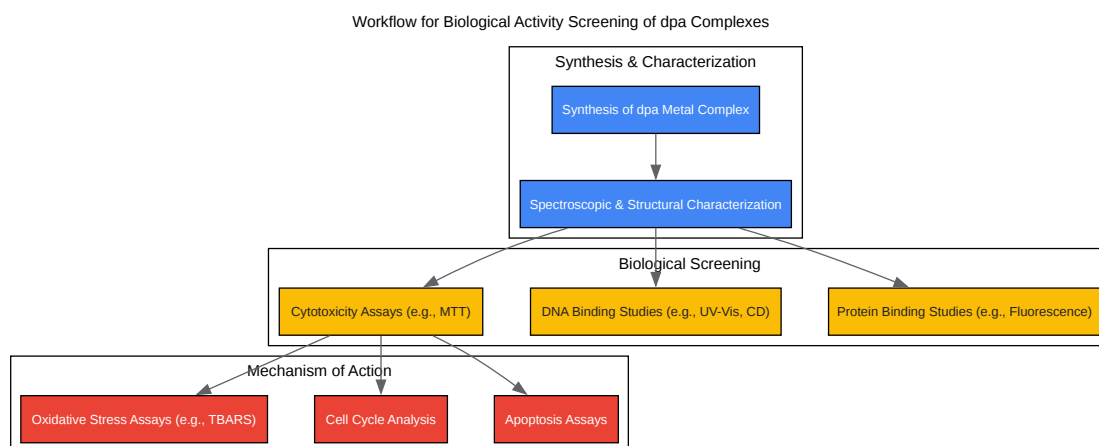 Workflow for Biological Activity Screening of dpa Complexes
Synthesis & Characterization
Synthesis of dpa Metal Complex
Spectroscopic & Structural Characterization
Biological Screening
Cytotoxicity Assays (e.g., MTT)
DNA Binding Studies (e.g., UV-Vis, CD)
Protein Binding Studies (e.g., Fluorescence)
Mechanism of Action
Oxidative Stress Assays (e.g., TBARS)
Cell Cycle Analysis
Apoptosis Assays